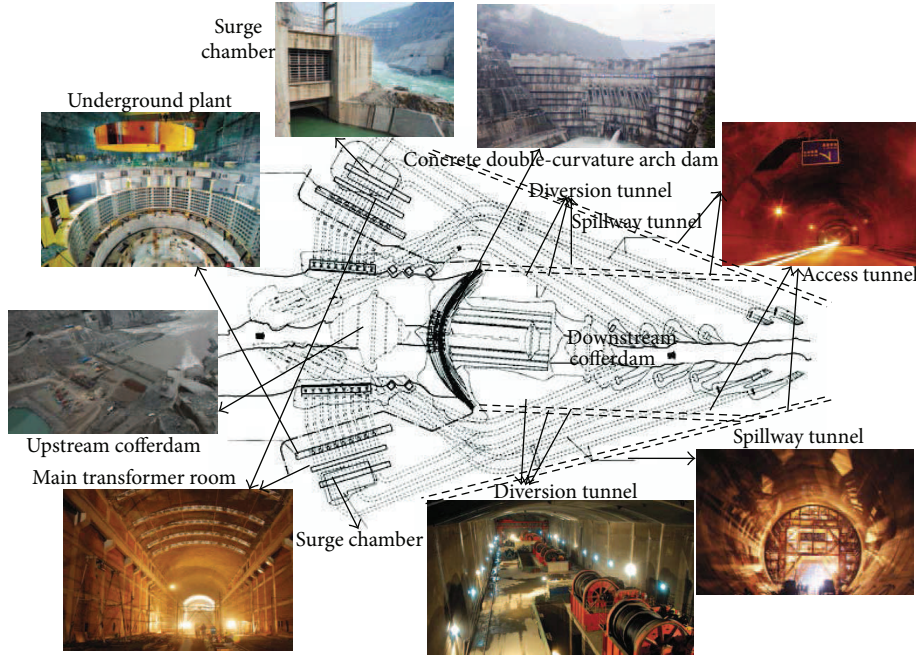 Surge
chamber
Underground plant
Concrete double-curvature arch dam
Diversion tunnel
Spillway tunnel
Access tunnel
Downstream
cofferdam
Upstream cofferdam
Spillway tunnel
Main transformer room
Diversion tunnel
Surge chamber